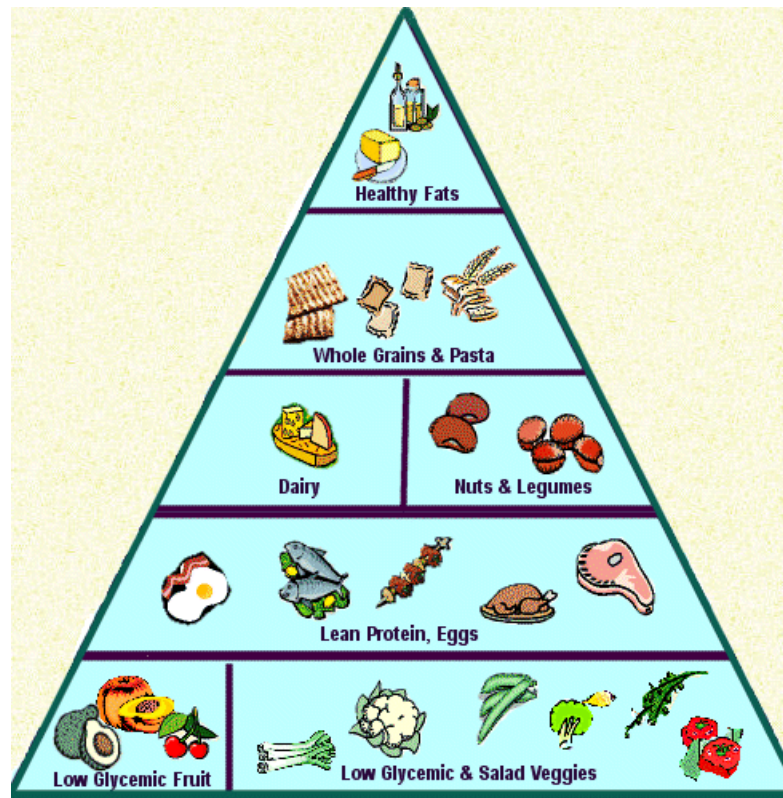 Healthy Fats
Whole Grains & Pasta
Dairy
Nuts & Legumes
Lean Protein, Eggs
Low Glycemic Fruit
Low Glycemic & Salad Veggies